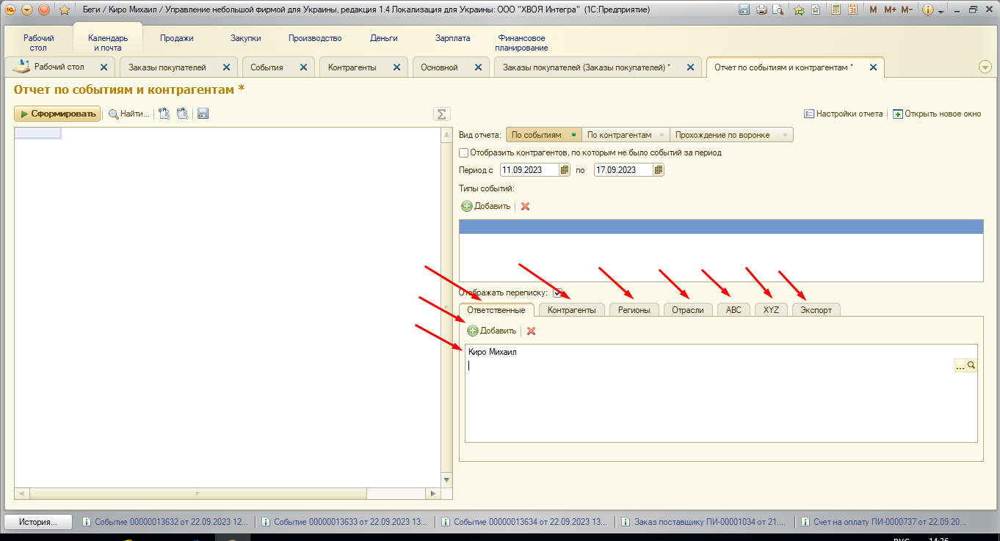 Беги / Киро Михаил / Управление небольшой фирмой для Украины, редакция 1.4 Локализация для Украины: ООО "ХВОЯ Интегра" (1С:Предприятие)
M M+ M-
Рабочий стол
Календарь и почта
Продажи
Закупки
Производство
Деньги
Зарплата
Финансовое планирование
Рабочий стол
Заказы покупателей
События
Контрагенты
Основной
Заказы покупателей (Заказы покупателей) *
Отчет по событиям и контрагентам *
Отчет по событиям и контрагентам *
Сформировать
Найти...
Σ
Настройки отчета
Открыть новое окно
Вид отчета: По событиям По контрагентам Прохождение по воронке
Отобразить контрагентов, по которым не было событий за период
Период с 11.09.2023 по 17.09.2023
Типы событий:
Добавить
Отображать переписку:
Ответственные Контрагенты Регионы Отрасли ABC XYZ Экспорт
Добавить
Киро Михаил
...
История...
Событие 00000013632 от 22.09.2023 12...
Событие 00000013633 от 22.09.2023 13...
Событие 00000013634 от 22.09.2023 13...
Заказ поставщику ПИ-00001034 от 21....
Счет на оплату ПИ-0000737 от 22.09.20...